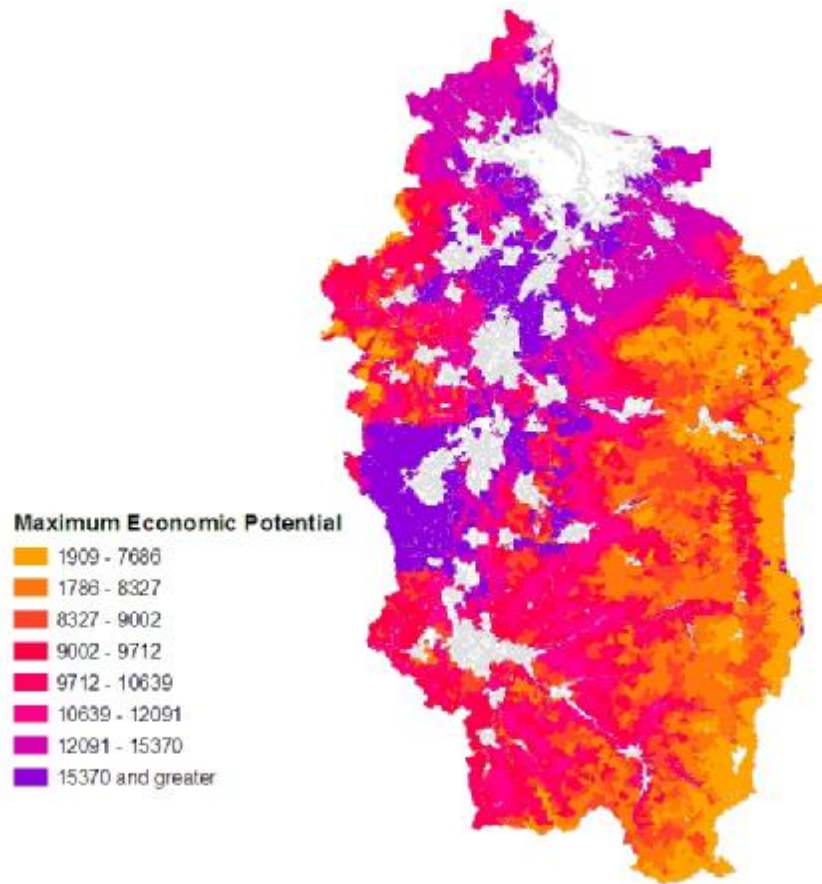 Maximum Economic Potential
1909 - 7686
1786 - 8327
8327 - 9002
9002 - 9712
9712 - 10639
10639 - 12091
12091 - 15370
15370 and greater